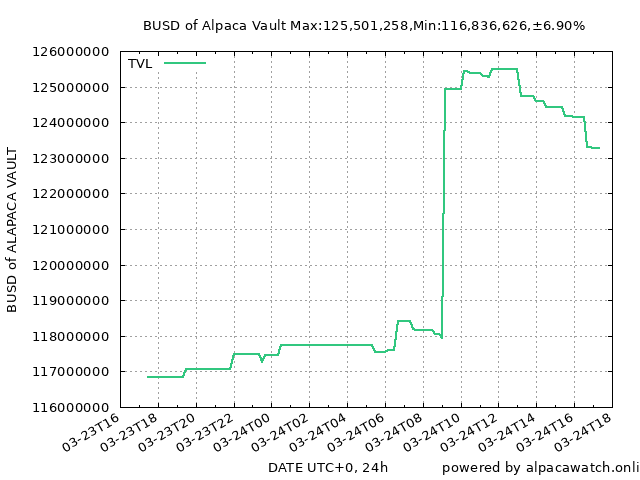 BUSD of Alpaca Vault Max:125,501,258,Min:116,836,626,±6.90%
TVL
126000000
125000000
124000000
123000000
122000000
121000000
120000000
119000000
118000000
117000000
116000000
BUSD of ALAPACA VAULT
03-23T16
03-23T18
03-23T20
03-23T22
03-24T00
03-24T02
03-24T04
03-24T06
03-24T08
03-24T10
03-24T12
03-24T14
03-24T16
03-24T18
DATE UTC+0, 24h
powered by alpacawatch.onli